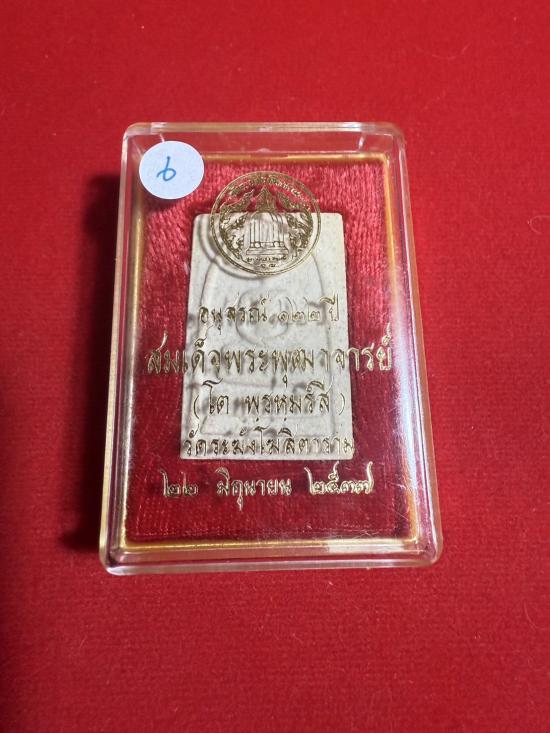 ๖
อนุสรณ์ ๑๒๒ ปี
สมเด็จพระพุฒาจารย์
(โต พฺรหฺมรํสี)
วัดระฆังโฆสิตาราม
๒๒ มิถุนายน ๒๕๓๗